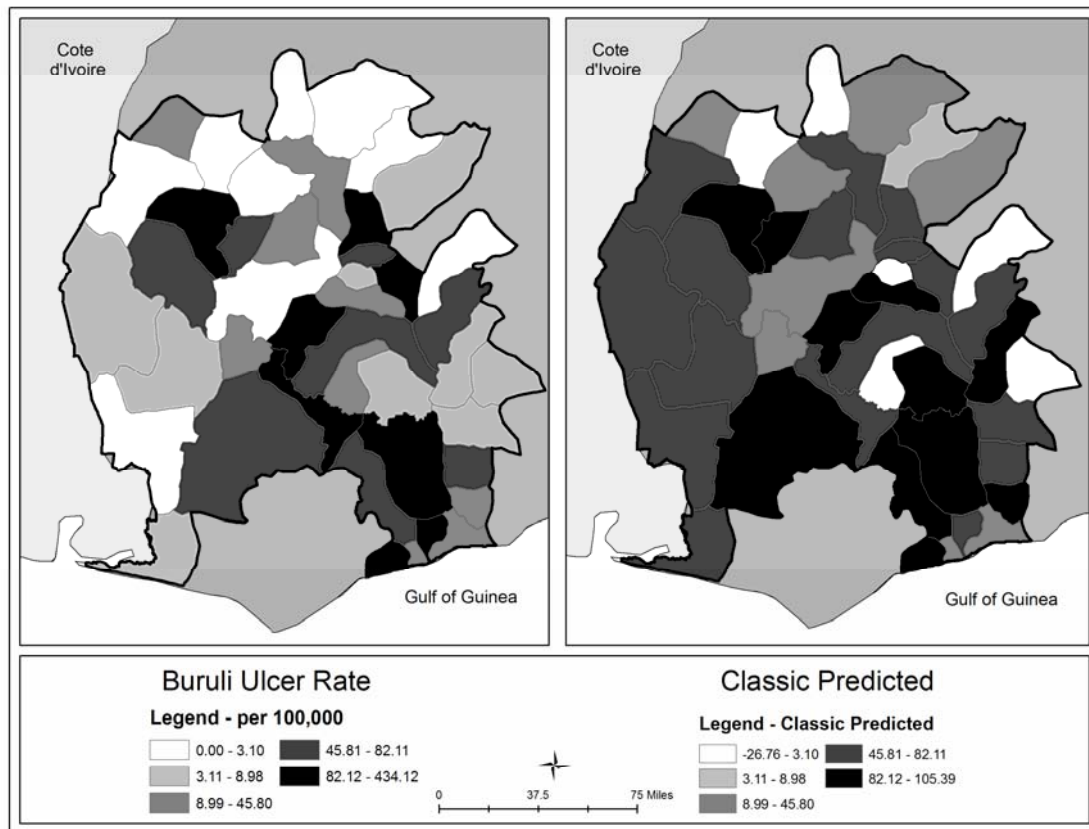 Cote
d'Ivoire
Gulf of Guinea
Cote
d'Ivoire
Gulf of Guinea
Buruli Ulcer Rate
Legend - per 100,000
0.00 - 3.10
3.11 - 8.98
8.99 - 45.80
45.81 - 82.11
82.12 - 434.12
0 37.5 75 Miles
Classic Predicted
Legend - Classic Predicted
-26.76 - 3.10
3.11 - 8.98
8.99 - 45.80
45.81 - 82.11
82.12 - 105.39